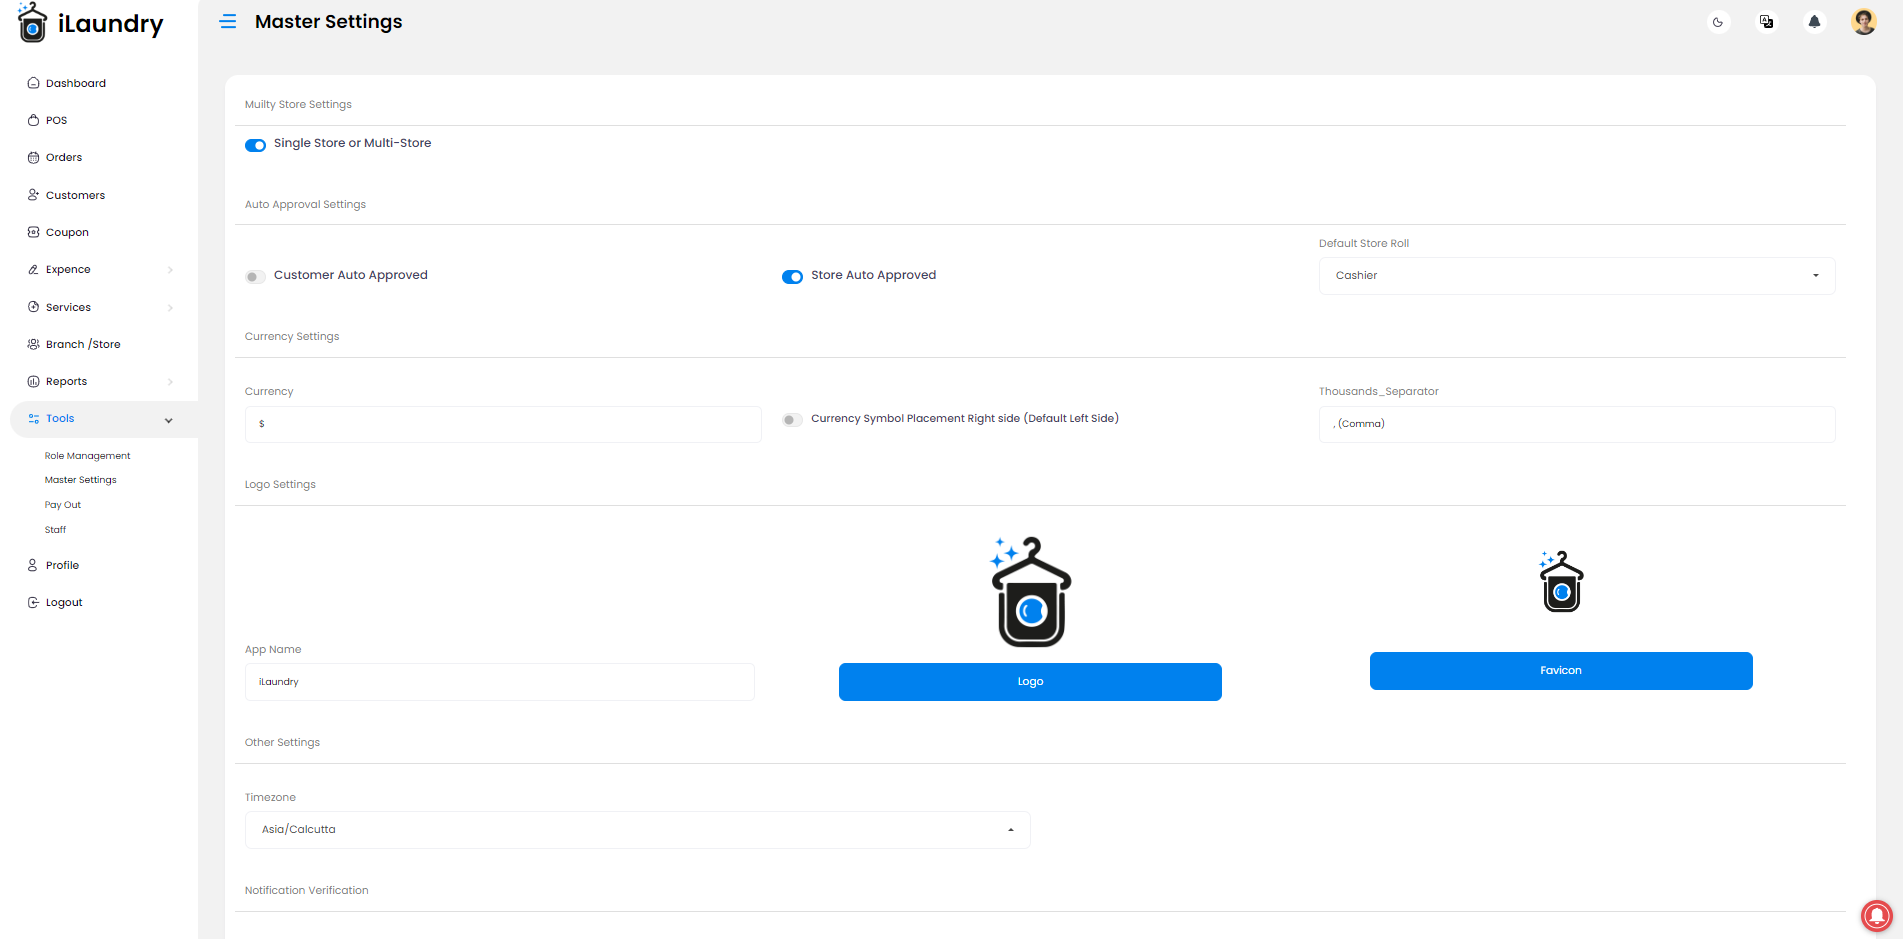 iLaundry
Master Settings
Dashboard
POS
Orders
Customers
Coupon
Expence
Services
Branch /Store
Reports
Tools
Role Management
Master Settings
Pay Out
Staff
Profile
Logout
Muilty Store Settings
Single Store or Multi-Store
Auto Approval Settings
Customer Auto Approved
Store Auto Approved
Default Store Roll
Cashier
Currency Settings
Currency
$
Currency Symbol Placement Right side (Default Left Side)
Thousands_Separator
, (Comma)
Logo Settings
App Name
iLaundry
Logo
Favicon
Other Settings
Timezone
Asia/Calcutta
Notification Verification